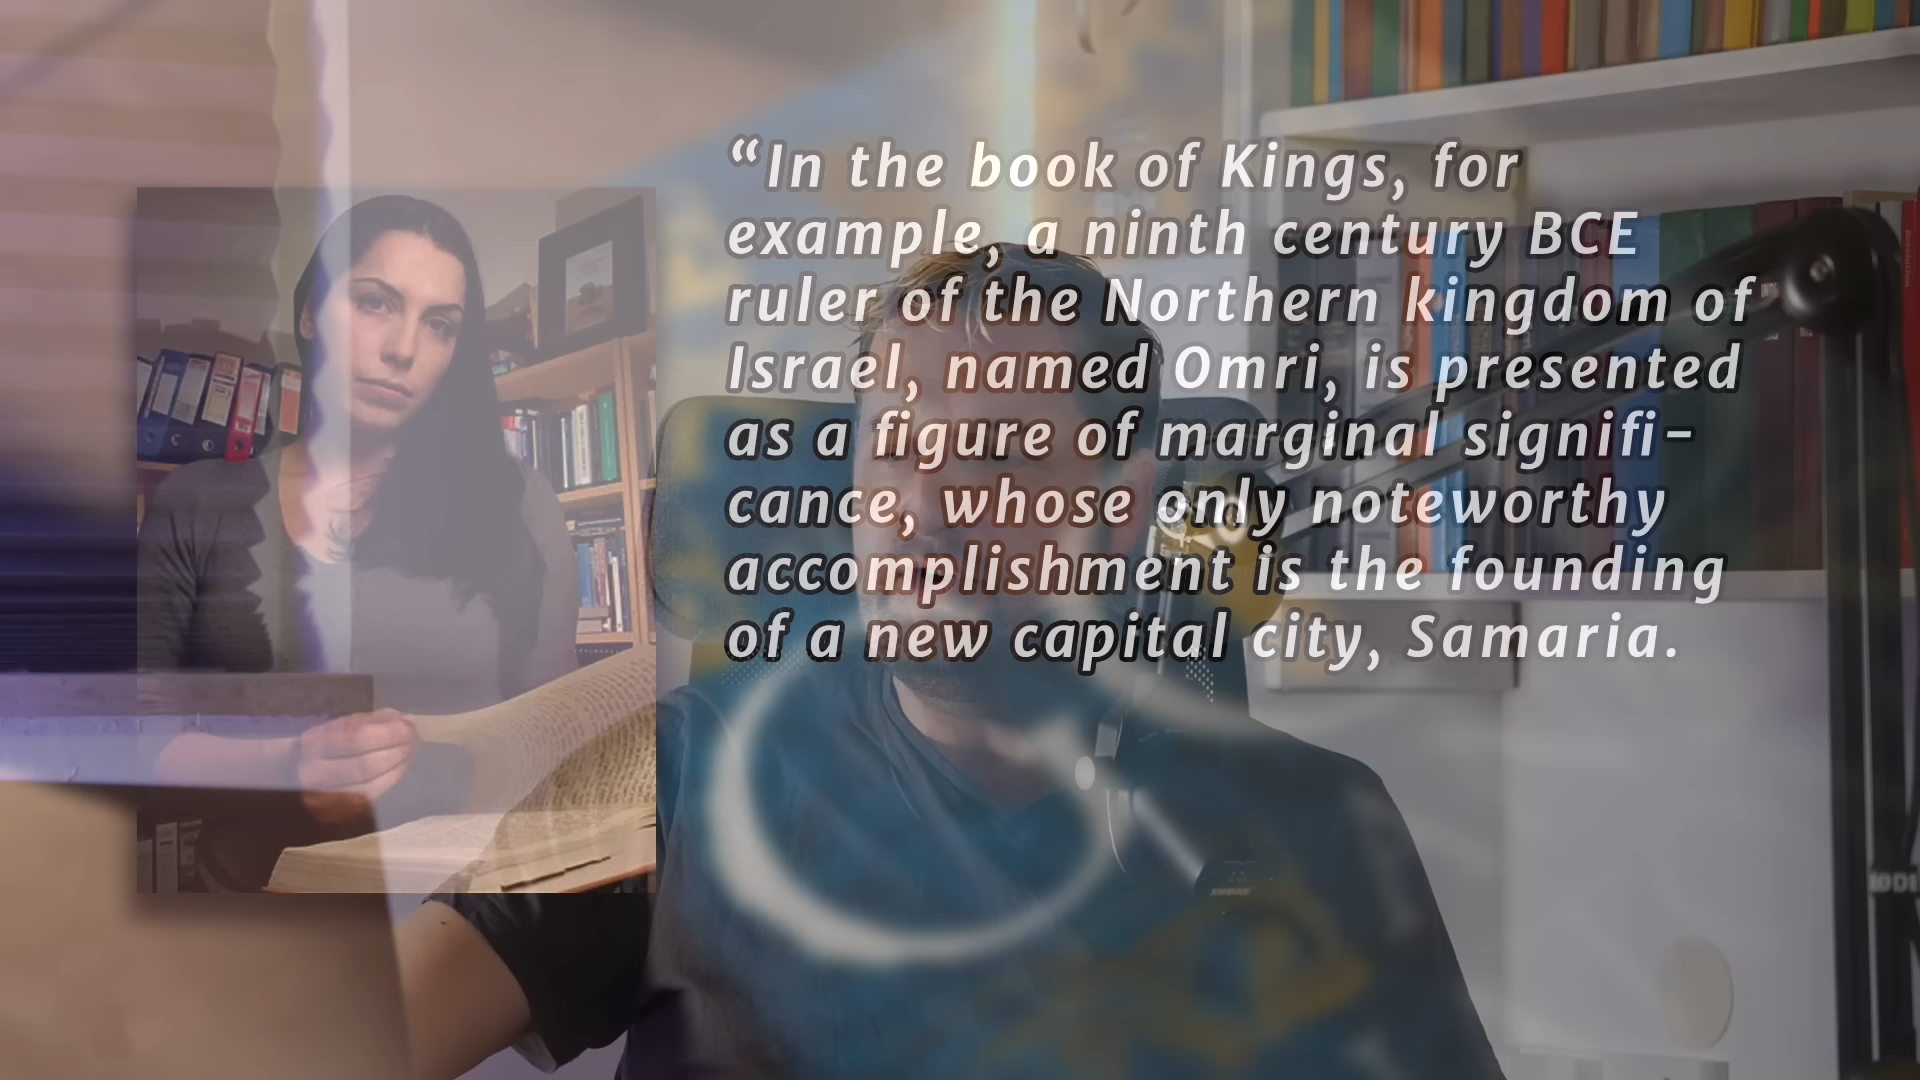 “In the book of Kings, for
example, a ninth century BCE
ruler of the Northern kingdom of
Israel, named Omri, is presented
as a figure of marginal signifi-
cance, whose only noteworthy
accomplishment is the founding
of a new capital city, Samaria.